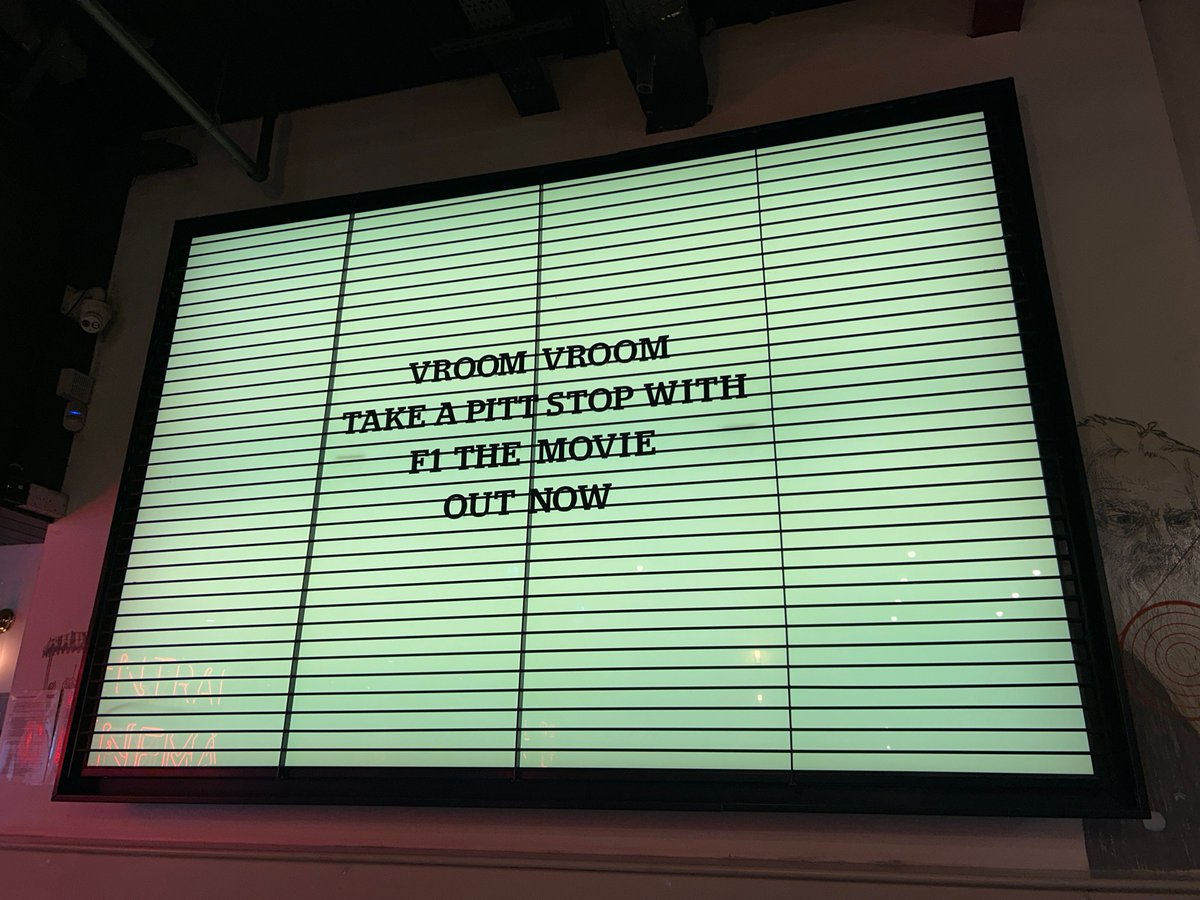 VROOM VROOM
TAKE A PITT STOP WITH
F1 THE MOVIE
OUT NOW